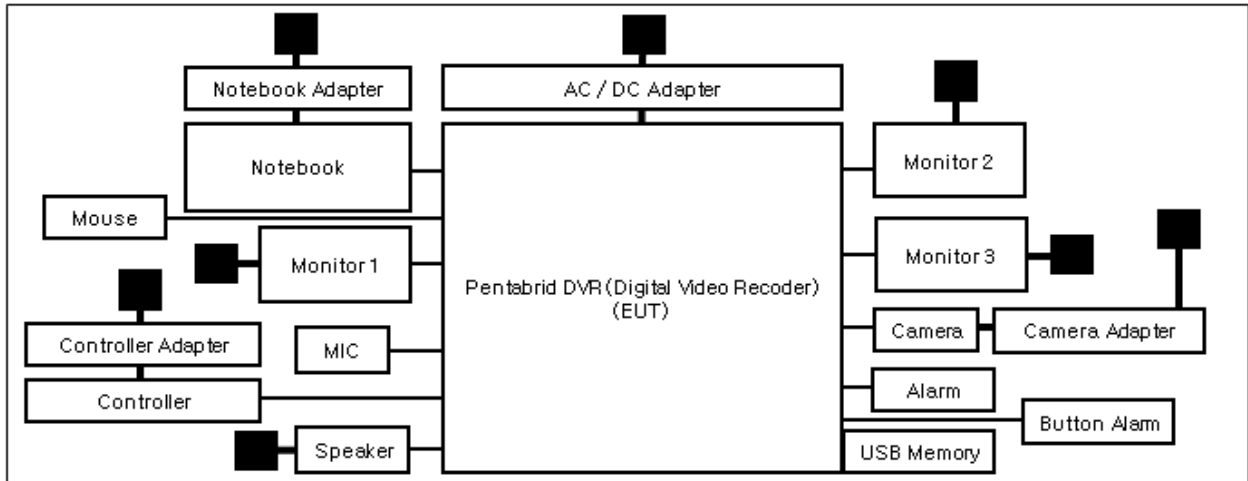 Notebook Adapter
AC / DC Adapter
Notebook
Monitor 2
Mouse
Monitor 1
Monitor 3
Pentabrid DVR(Digital Video Recoder)
(EUT)
Controller Adapter
MIC
Camera
Camera Adapter
Controller
Alarm
Button Alarm
Speaker
USB Memory